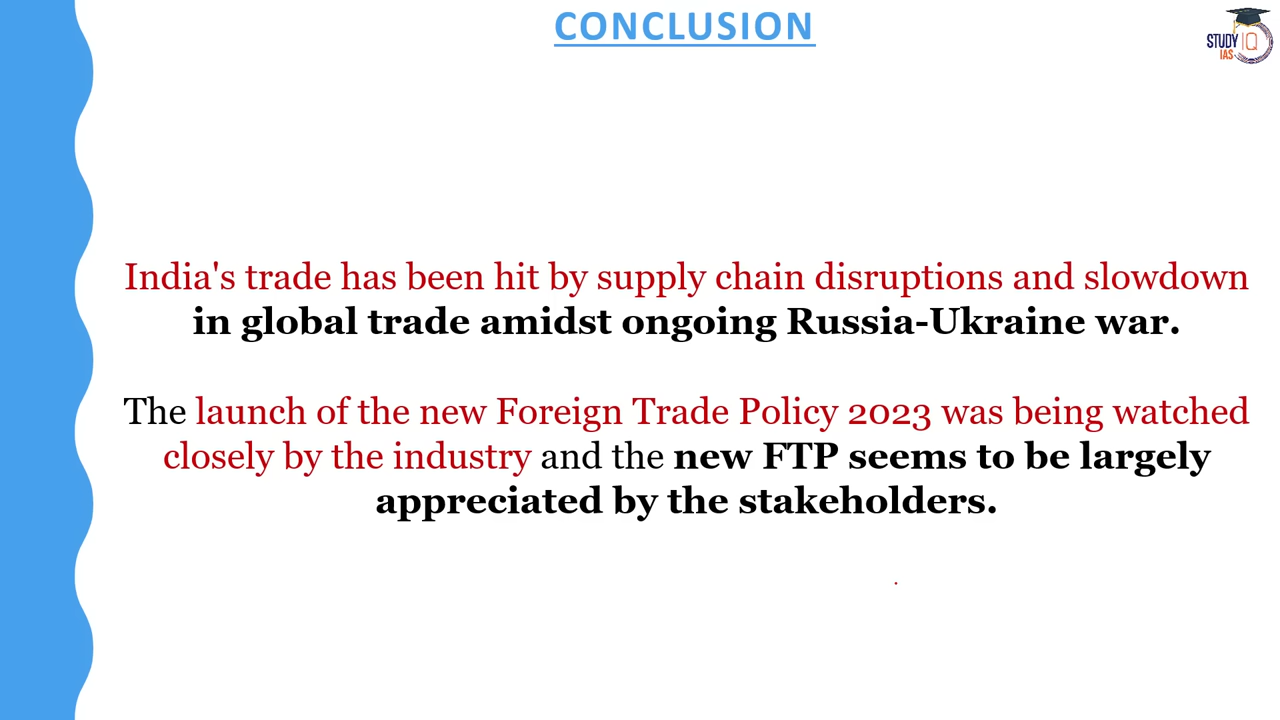 CONCLUSION
STUDY IQ
IAS
India's trade has been hit by supply chain disruptions and slowdown
in global trade amidst ongoing Russia-Ukraine war.
The launch of the new Foreign Trade Policy 2023 was being watched
closely by the industry and the new FTP seems to be largely
appreciated by the stakeholders.